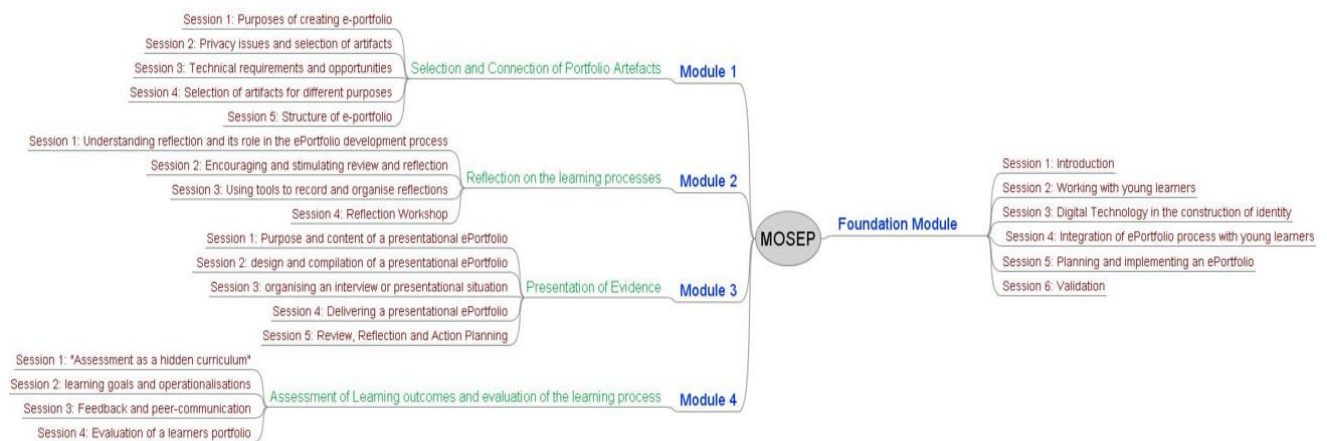 MOSEP
Module 1
Selection and Connection of Portfolio Artefacts
Session 1: Purposes of creating e-portfolio
Session 2: Privacy issues and selection of artifacts
Session 3: Technical requirements and opportunities
Session 4: Selection of artifacts for different purposes
Session 5: Structure of e-portfolio
Module 2
Reflection on the learning processes
Session 1: Understanding reflection and its role in the ePortfolio development process
Session 2: Encouraging and stimulating review and reflection
Session 3: Using tools to record and organise reflections
Session 4: Reflection Workshop
Module 3
Presentation of Evidence
Session 1: Purpose and content of a presentational ePortfolio
Session 2: design and compilation of a presentational ePortfolio
Session 3: organising an interview or presentational situation
Session 4: Delivering a presentational ePortfolio
Session 5: Review, Reflection and Action Planning
Module 4
Assessment of Learning outcomes and evaluation of the learning process
Session 1: "Assessment as a hidden curriculum"
Session 2: learning goals and operationalisations
Session 3: Feedback and peer-communication
Session 4: Evaluation of a learners portfolio
Foundation Module
Session 1: Introduction
Session 2: Working with young learners
Session 3: Digital Technology in the construction of identity
Session 4: Integration of ePortfolio process with young learners
Session 5: Planning and implementing an ePortfolio
Session 6: Validation